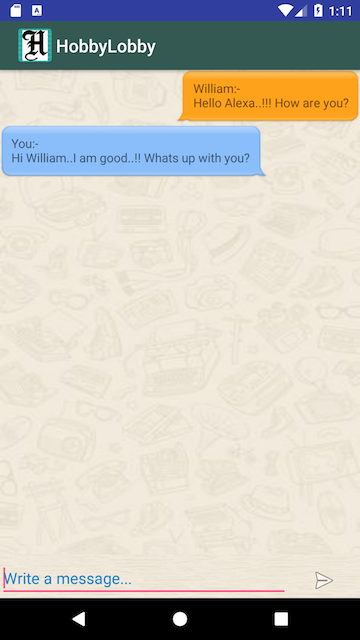 1:11
A
H
HobbyLobby
William:-
Hello Alexa..!!! How are you?
You:-
Hi William..I am good..!! Whats up with you?
Write a message...